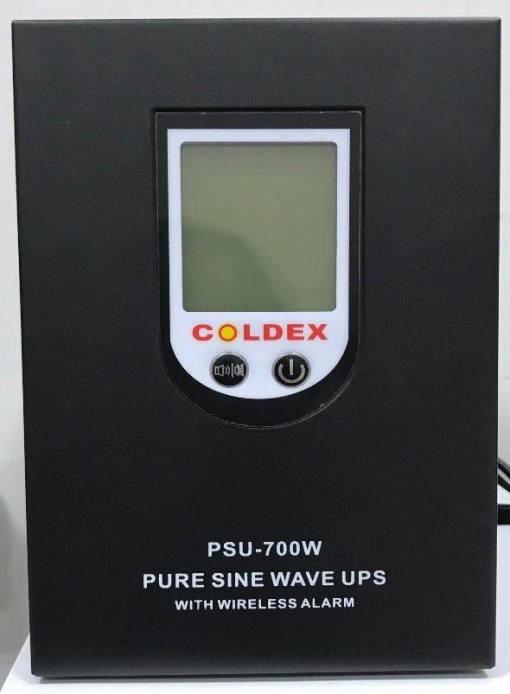 COLDEX
PSU-700W
PURE SINE WAVE UPS
WITH WIRELESS ALARM